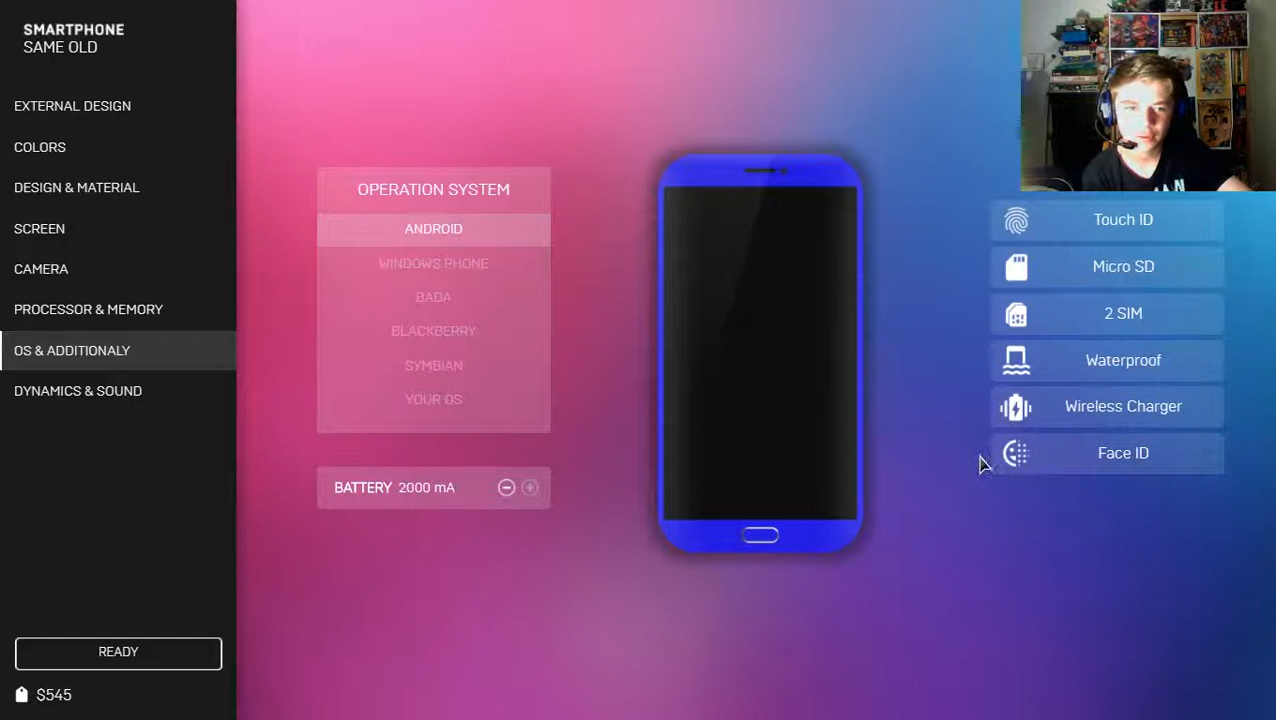 SMARTPHONE
SAME OLD
EXTERNAL DESIGN
COLORS
DESIGN & MATERIAL
SCREEN
CAMERA
PROCESSOR & MEMORY
OS & ADDITIONALY
DYNAMICS & SOUND
READY
$545
OPERATION SYSTEM
ANDROID
WINDOWS PHONE
BADA
BLACKBERRY
SYMBIAN
YOUR OS
BATTERY 2000 mA
Touch ID
Micro SD
2 SIM
Waterproof
Wireless Charger
Face ID